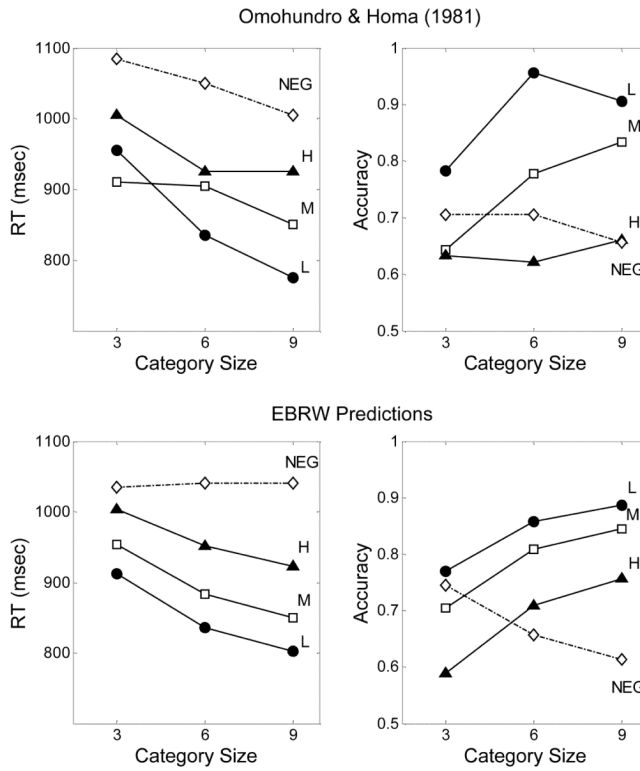 Omohundro & Homa (1981)
1100
1000
900
800
RT (msec)
3 6 9
Category Size
NEG
H
M
L
1
0.9
0.8
0.7
0.6
0.5
Accuracy
3 6 9
Category Size
L
M
H
NEG
EBRW Predictions
1100
1000
900
800
RT (msec)
3 6 9
Category Size
NEG
H
M
L
1
0.9
0.8
0.7
0.6
0.5
Accuracy
3 6 9
Category Size
L
M
H
NEG